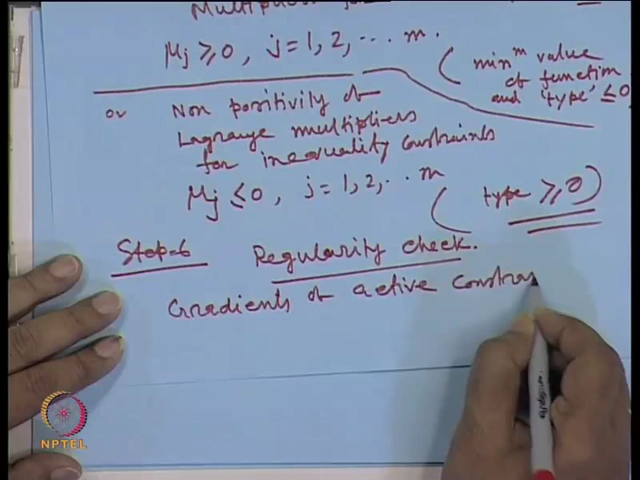 μj ≥ 0, j = 1, 2, ... m.
(minm value
of function
and 'type' ≤ 0
or Non positivity of
Lagrange multipliers
for inequality constraints
μj ≤ 0, j = 1, 2, .. m
(type ≥ 0)
Step-6 Regularity check.
Gradients of active constra
NPTEL